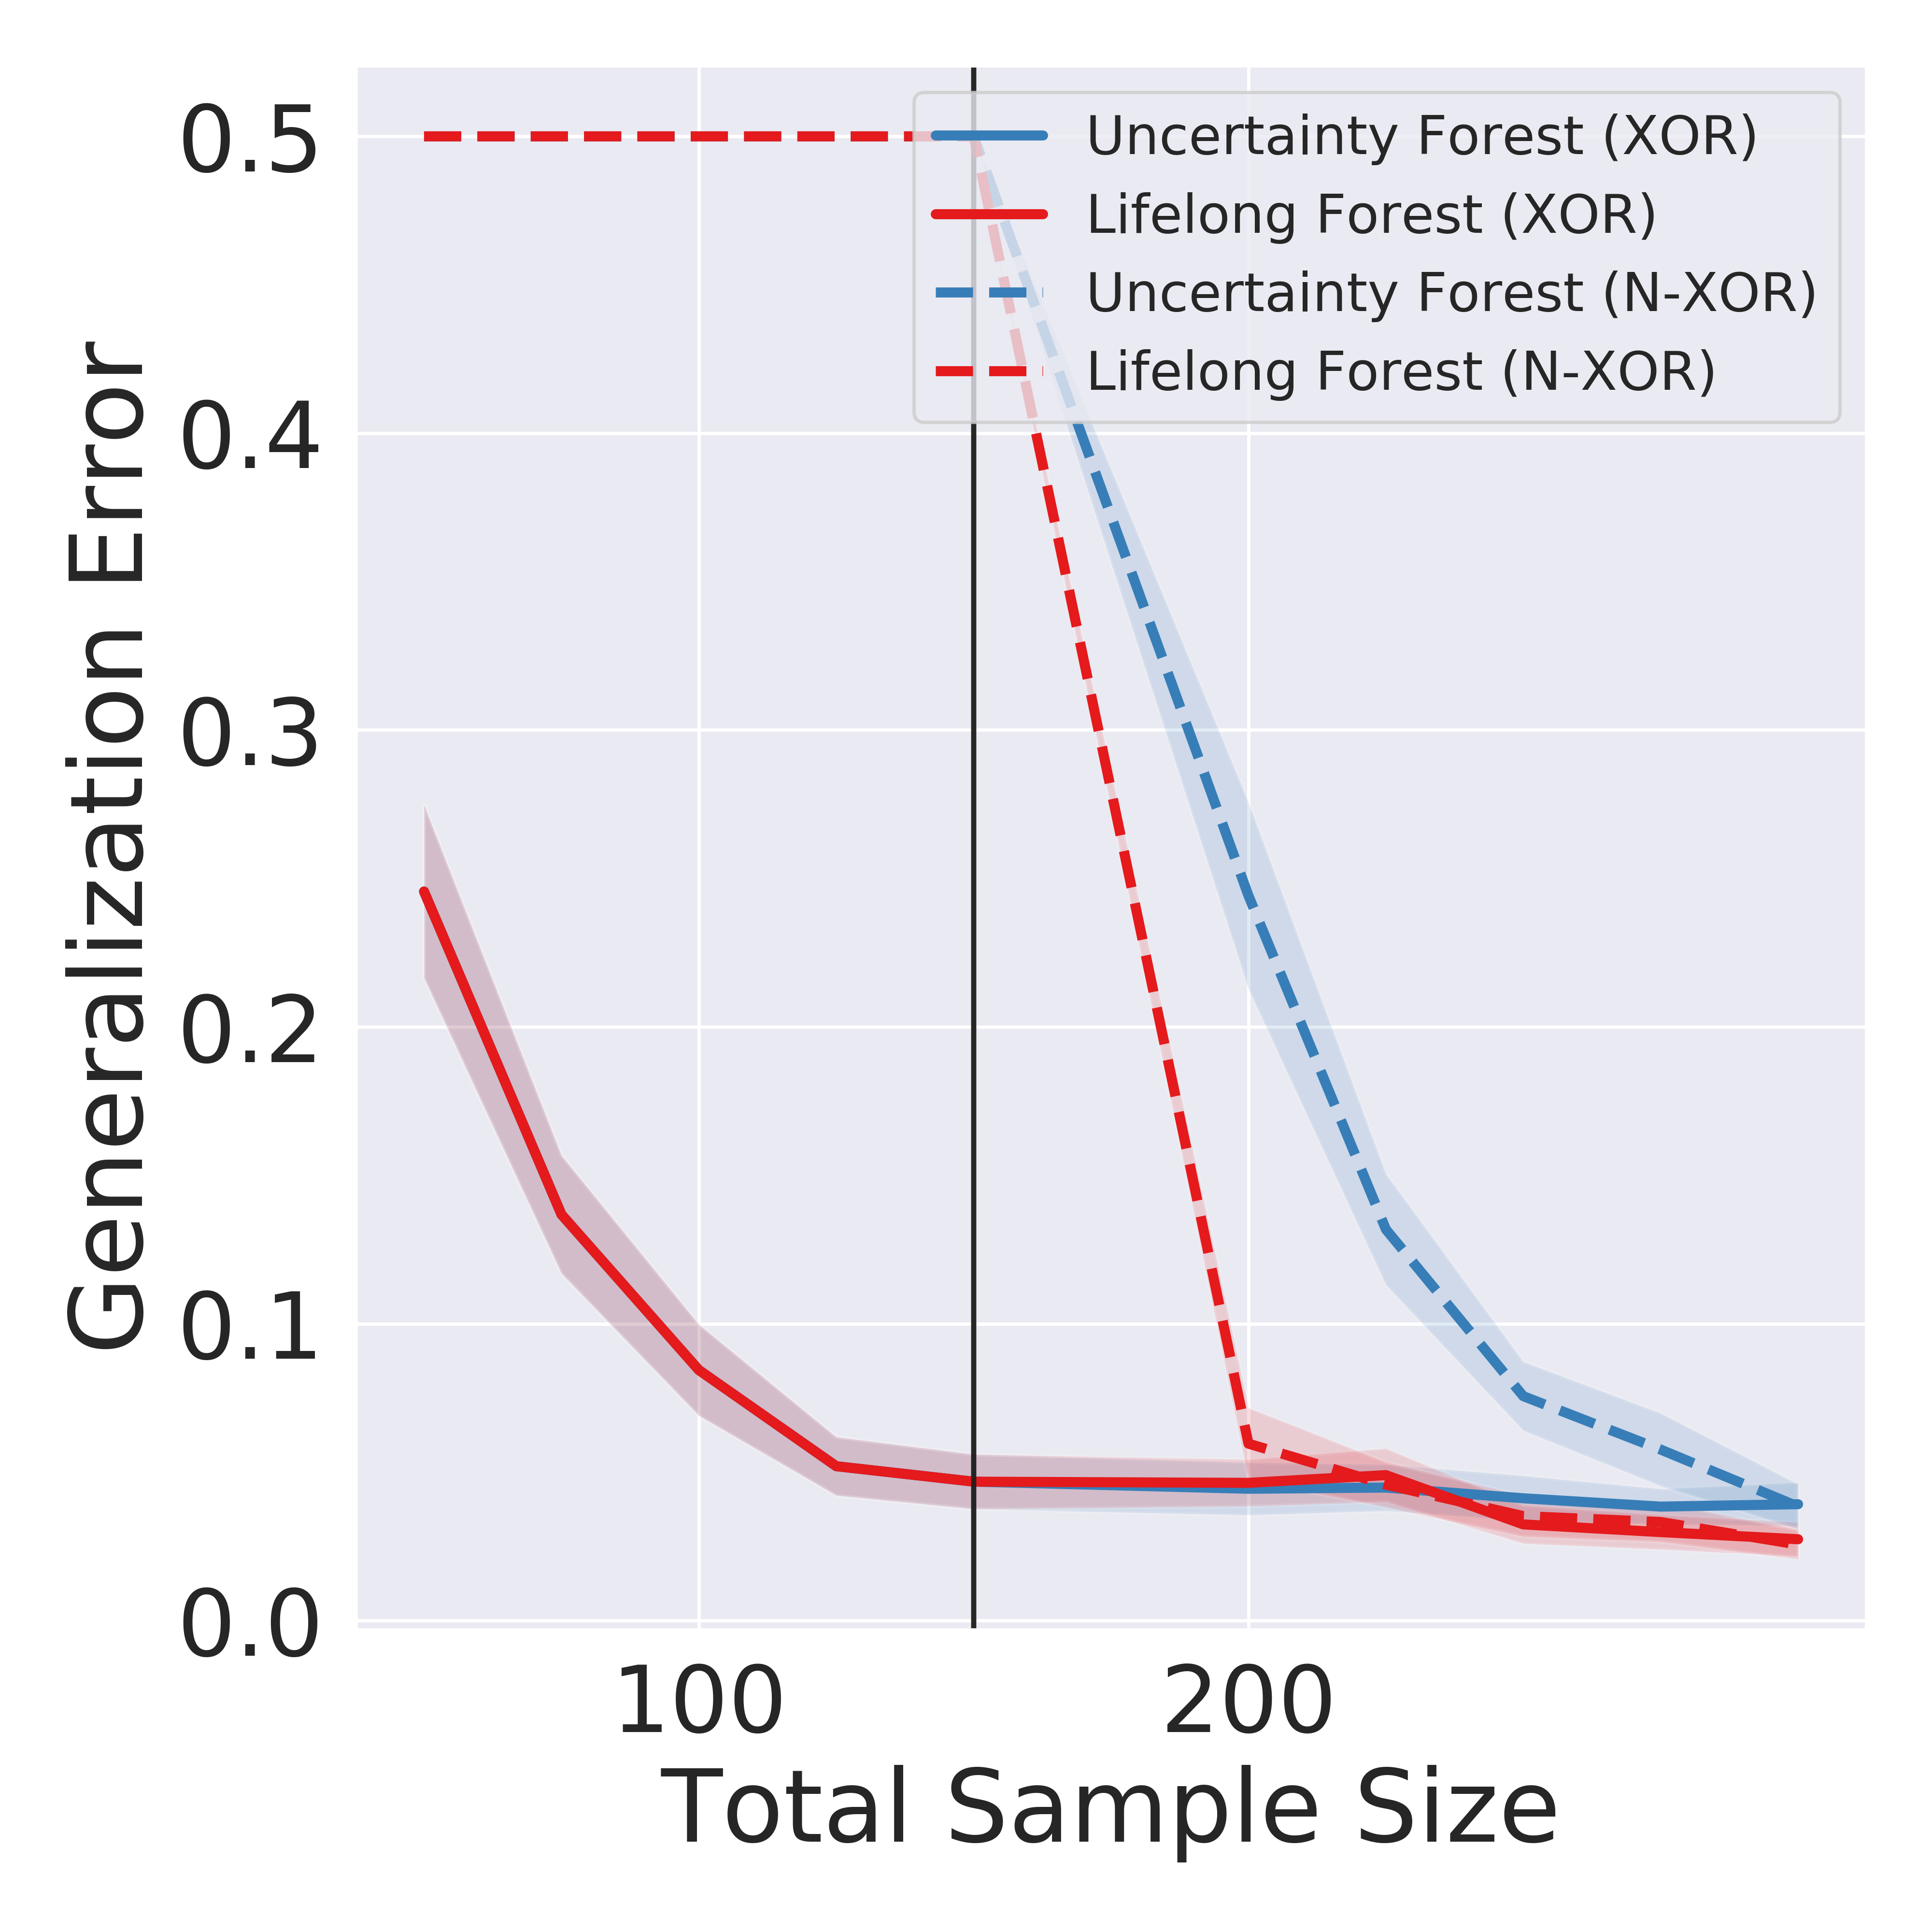 Generalization Error
0.5
0.4
0.3
0.2
0.1
0.0
Uncertainty Forest (XOR)
Lifelong Forest (XOR)
Uncertainty Forest (N-XOR)
Lifelong Forest (N-XOR)
100
200
Total Sample Size